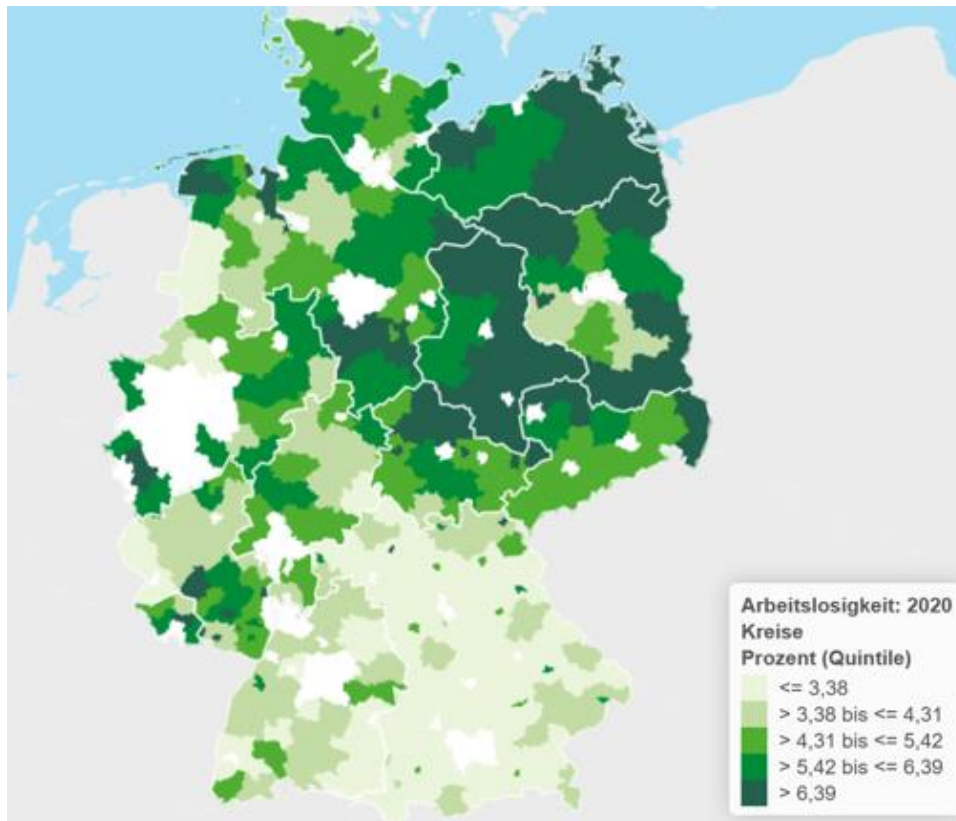 Arbeitslosigkeit: 2020
Kreise
Prozent (Quintile)
<= 3,38
> 3,38 bis <= 4,31
> 4,31 bis <= 5,42
> 5,42 bis <= 6,39
> 6,39